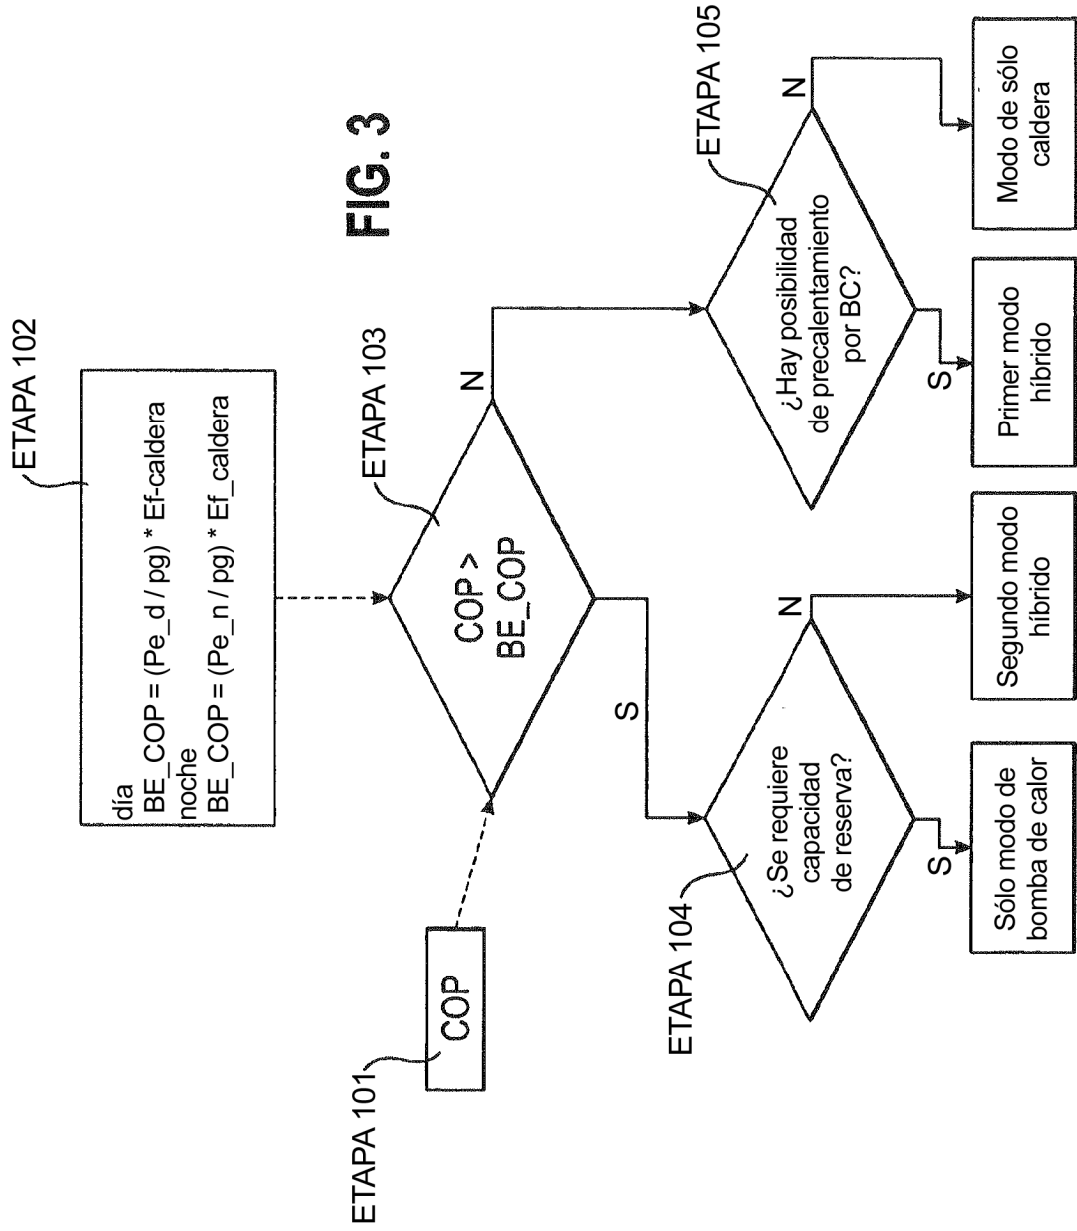 ETAPA 102
día
BE_COP = (Pe_d / pg) * Ef-caldera
noche
BE_COP = (Pe_n / pg) * Ef_caldera
FIG. 3
ETAPA 101
COP
ETAPA 103
COP >
BE_COP
S
N
ETAPA 104
¿Se requiere
capacidad
de reserva?
S
N
ETAPA 105
¿Hay posibilidad
de precalentamiento
por BC?
S
N
Sólo modo de
bomba de calor
Segundo modo
híbrido
Primer modo
híbrido
Modo de sólo
caldera